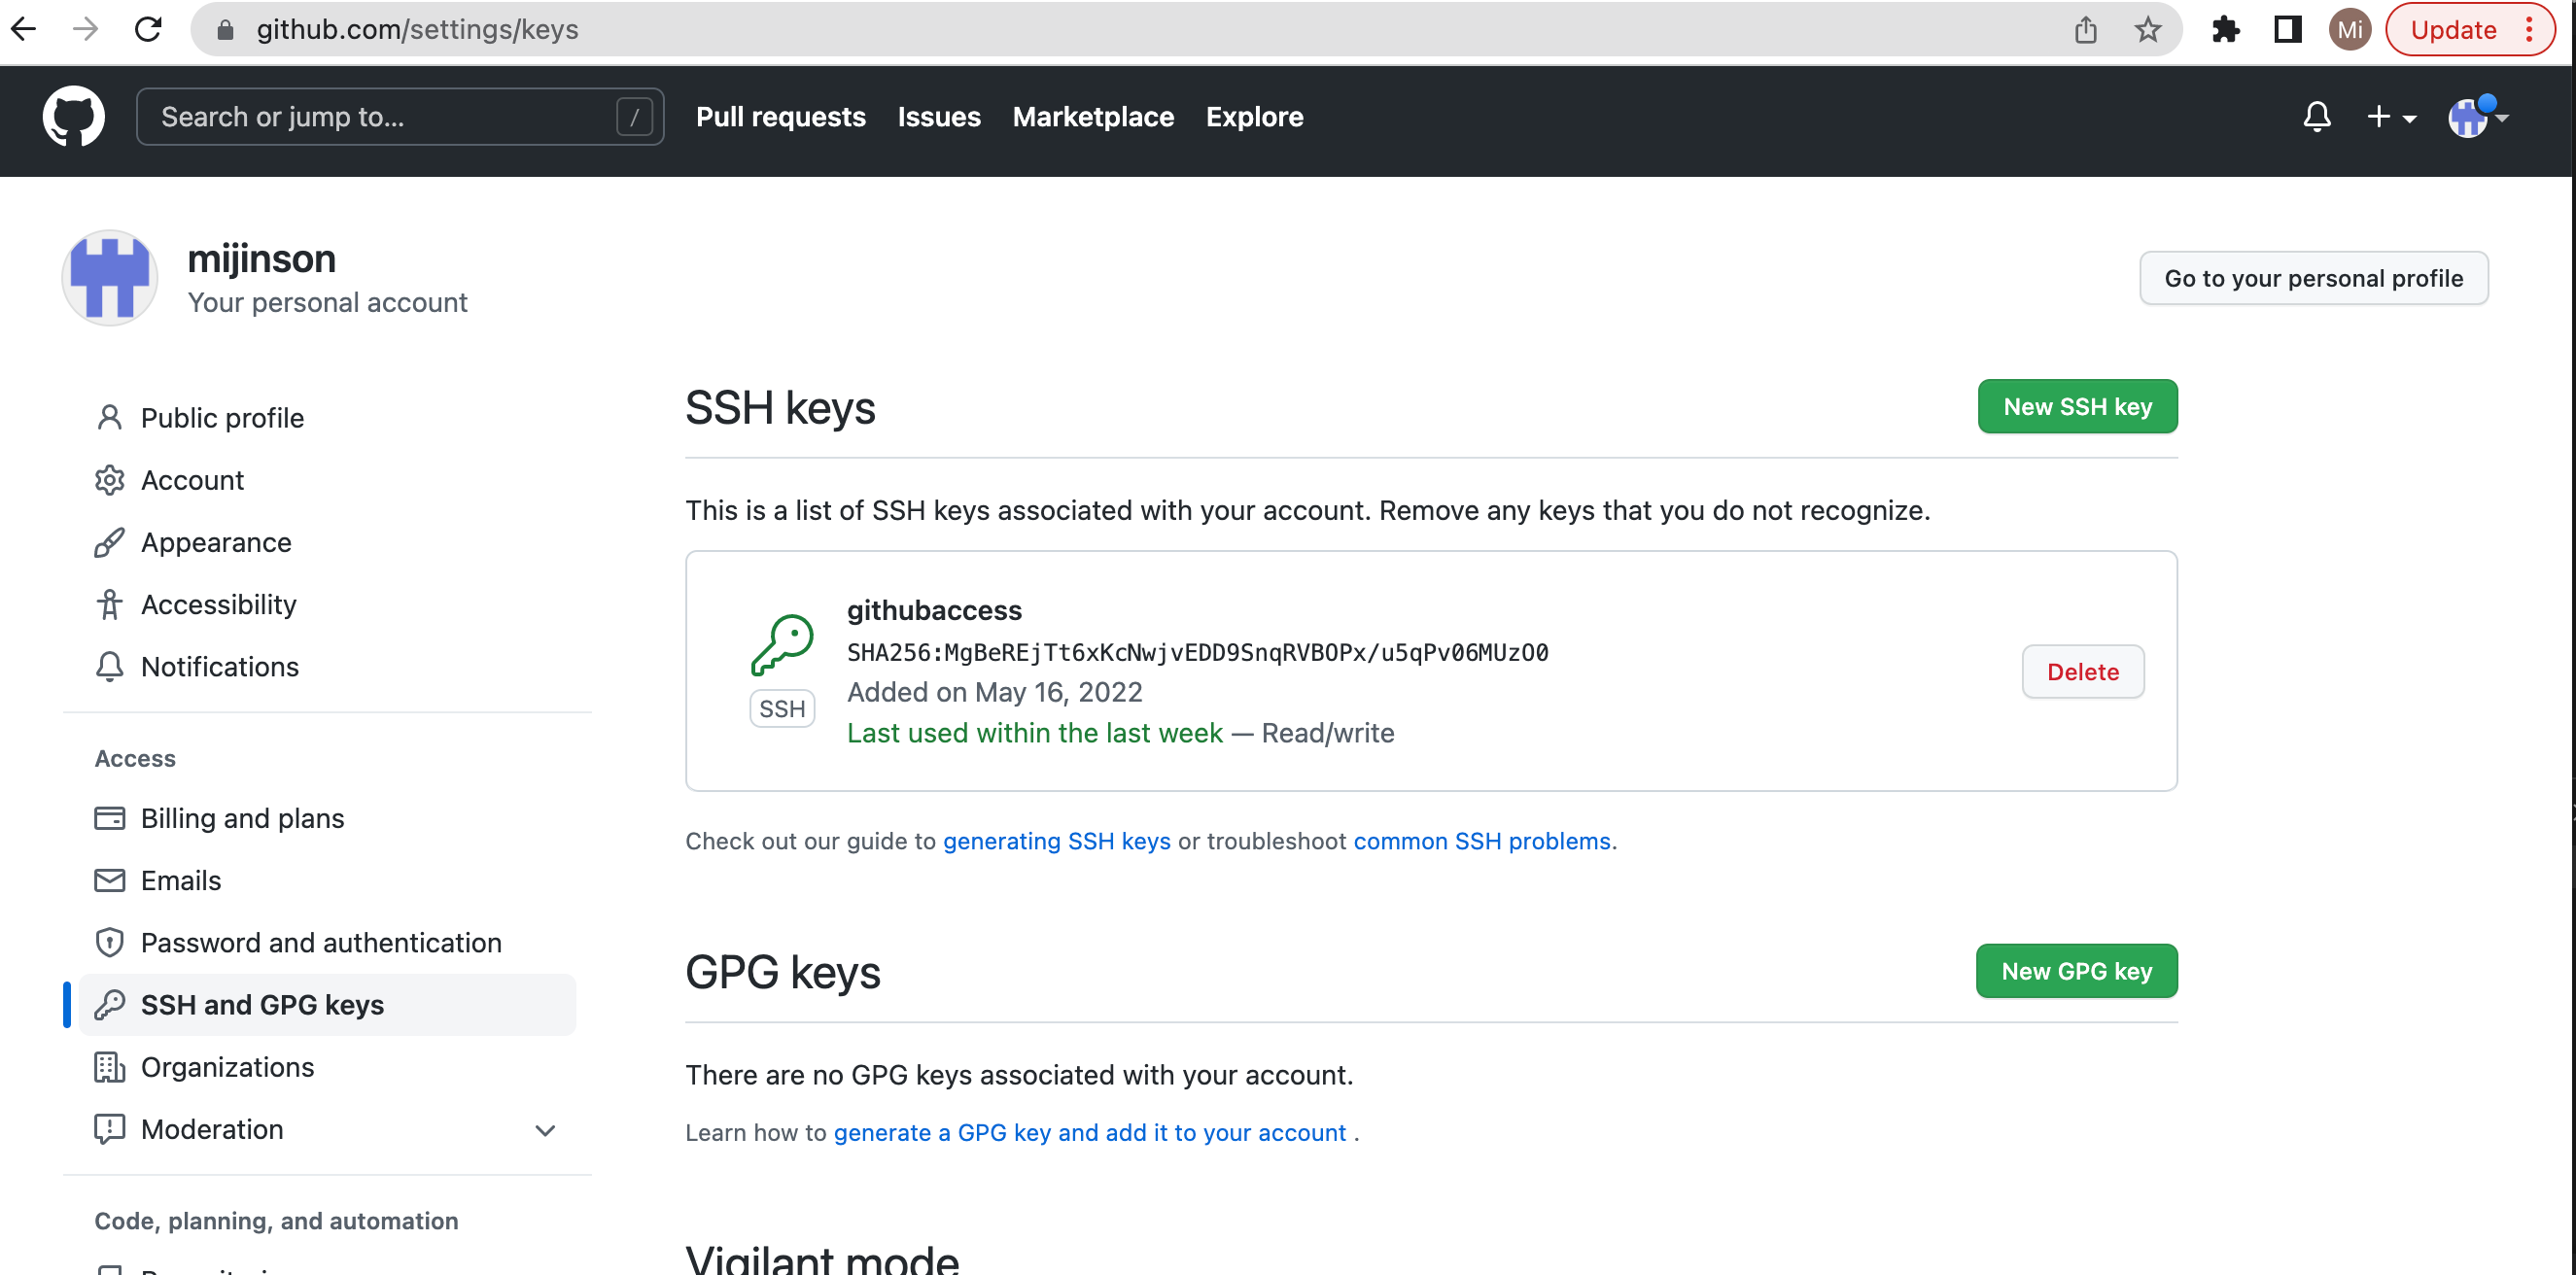 github.com/settings/keys
Mi
Update
Search or jump to...
/
Pull requests
Issues
Marketplace
Explore
mijinson
Your personal account
Go to your personal profile
Public profile
Account
Appearance
Accessibility
Notifications
Access
Billing and plans
Emails
Password and authentication
SSH and GPG keys
Organizations
Moderation
Code, planning, and automation
SSH keys
New SSH key
This is a list of SSH keys associated with your account. Remove any keys that you do not recognize.
githubaccess
SHA256:MgBeREjTt6xKcNwjvEDD9SnqRVBOPx/u5qPv06MUzO0
Added on May 16, 2022
Last used within the last week — Read/write
SSH
Delete
Check out our guide to generating SSH keys or troubleshoot common SSH problems.
GPG keys
New GPG key
There are no GPG keys associated with your account.
Learn how to generate a GPG key and add it to your account .
Vigilant mode